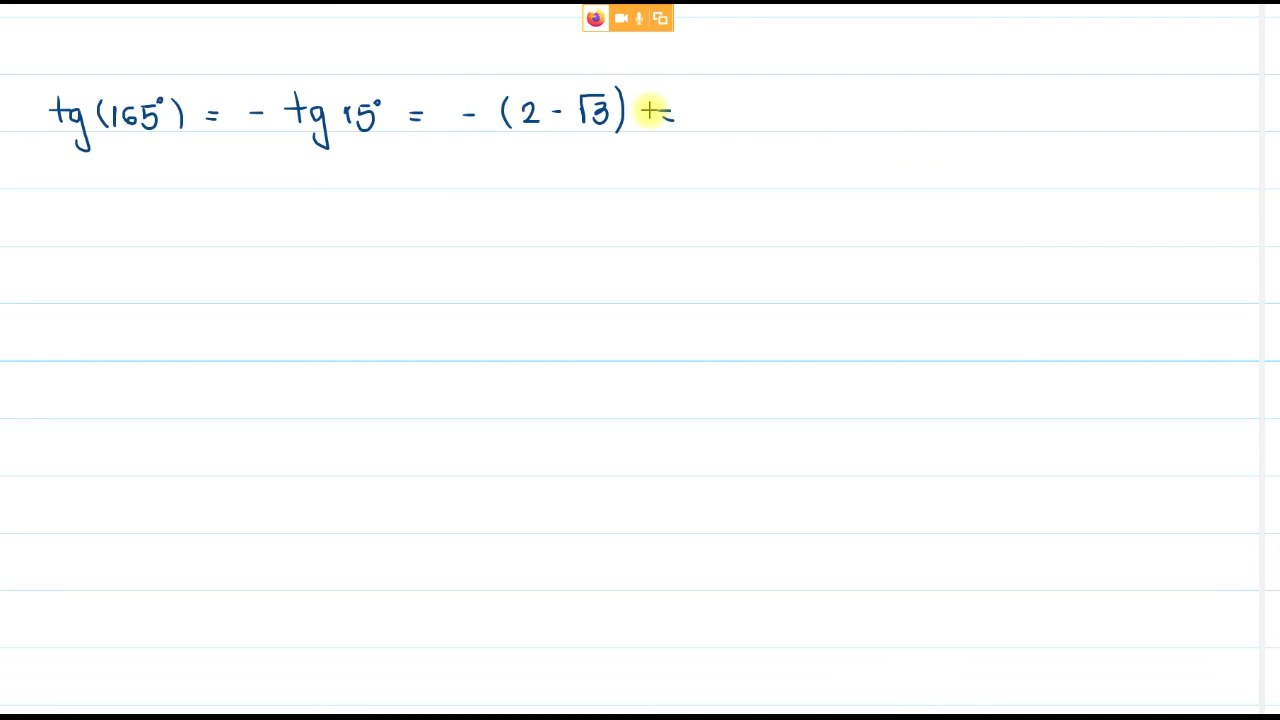 tg(165°) = - tg 15° = - (2 - √3) =